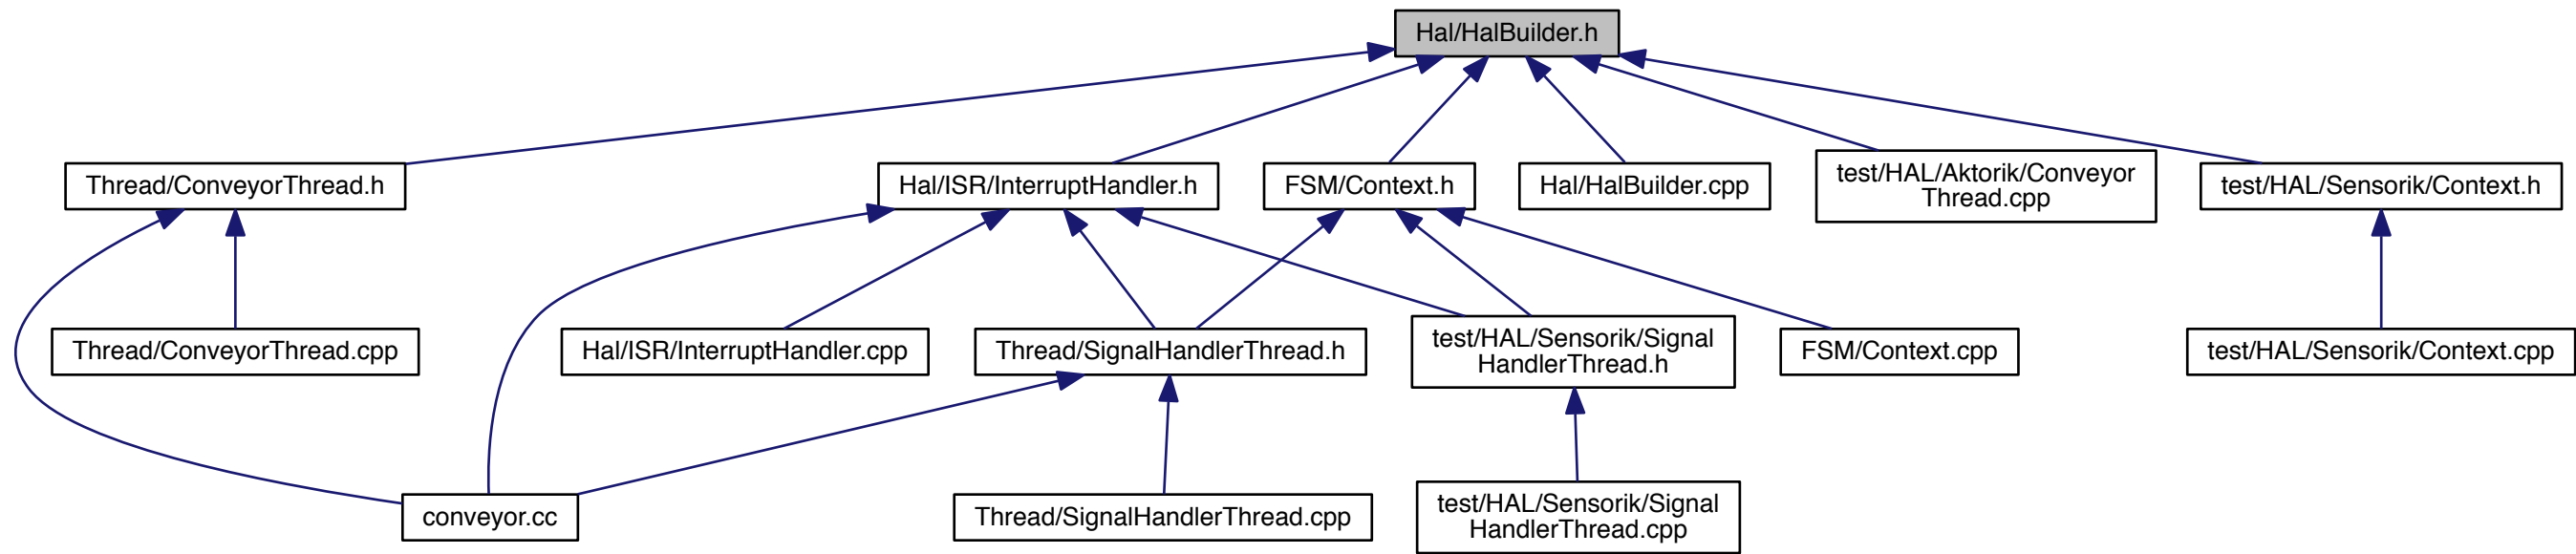 Hal/HalBuilder.h
Thread/ConveyorThread.h
Hal/ISR/InterruptHandler.h
FSM/Context.h
Hal/HalBuilder.cpp
test/HAL/Aktorik/Conveyor
Thread.cpp
test/HAL/Sensorik/Context.h
Thread/ConveyorThread.cpp
Hal/ISR/InterruptHandler.cpp
Thread/SignalHandlerThread.h
test/HAL/Sensorik/Signal
HandlerThread.h
FSM/Context.cpp
test/HAL/Sensorik/Context.cpp
conveyor.cc
Thread/SignalHandlerThread.cpp
test/HAL/Sensorik/Signal
HandlerThread.cpp